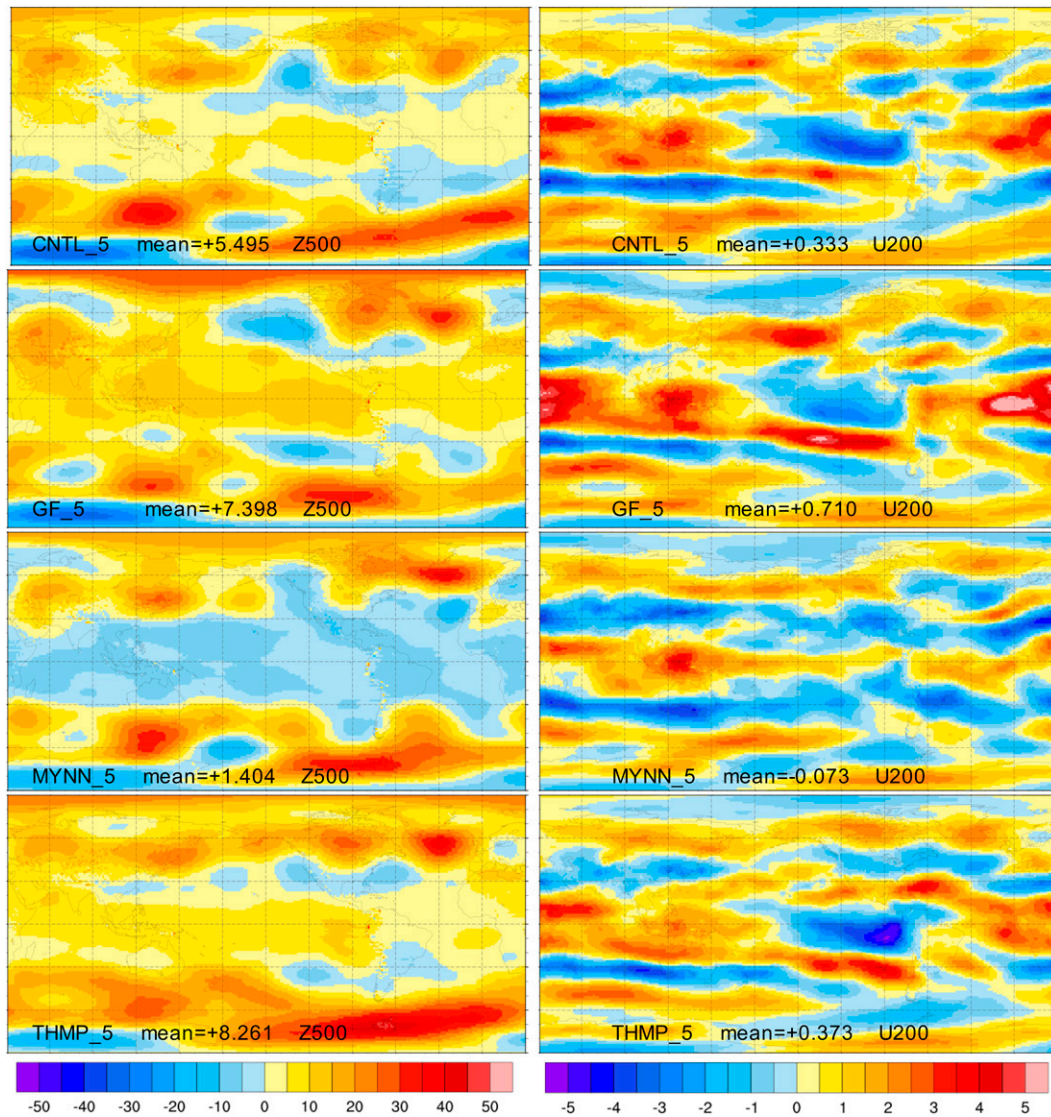 CNTL_5 mean=+5.495 Z500
CNTL_5 mean=+0.333 U200
GF_5 mean=+7.398 Z500
GF_5 mean=+0.710 U200
MYNN_5 mean=+1.404 Z500
MYNN_5 mean=-0.073 U200
THMP_5 mean=+8.261 Z500
THMP_5 mean=+0.373 U200
-50 -40 -30 -20 -10 0 10 20 30 40 50
-5 -4 -3 -2 -1 0 1 2 3 4 5